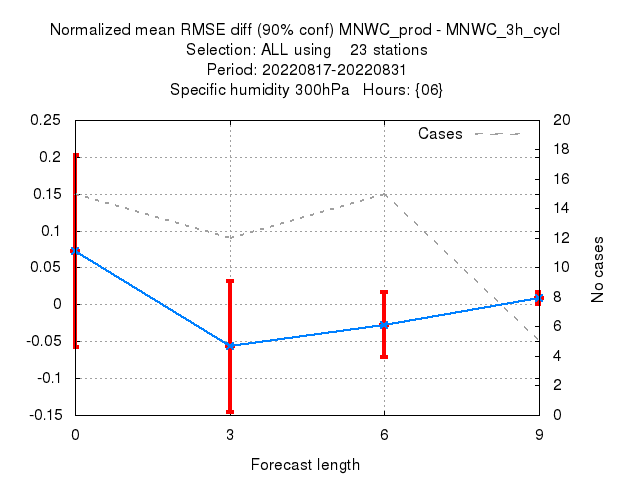 Normalized mean RMSE diff (90% conf) MNWC_prod - MNWC_3h_cycl
Selection: ALL using    23 stations
Period: 20220817-20220831
Specific humidity 300hPa   Hours: {06}
Cases
0.25
0.2
0.15
0.1
0.05
0
-0.05
-0.1
-0.15
20
18
16
14
12
10
8
6
4
2
0
No cases
0 3 6 9
Forecast length